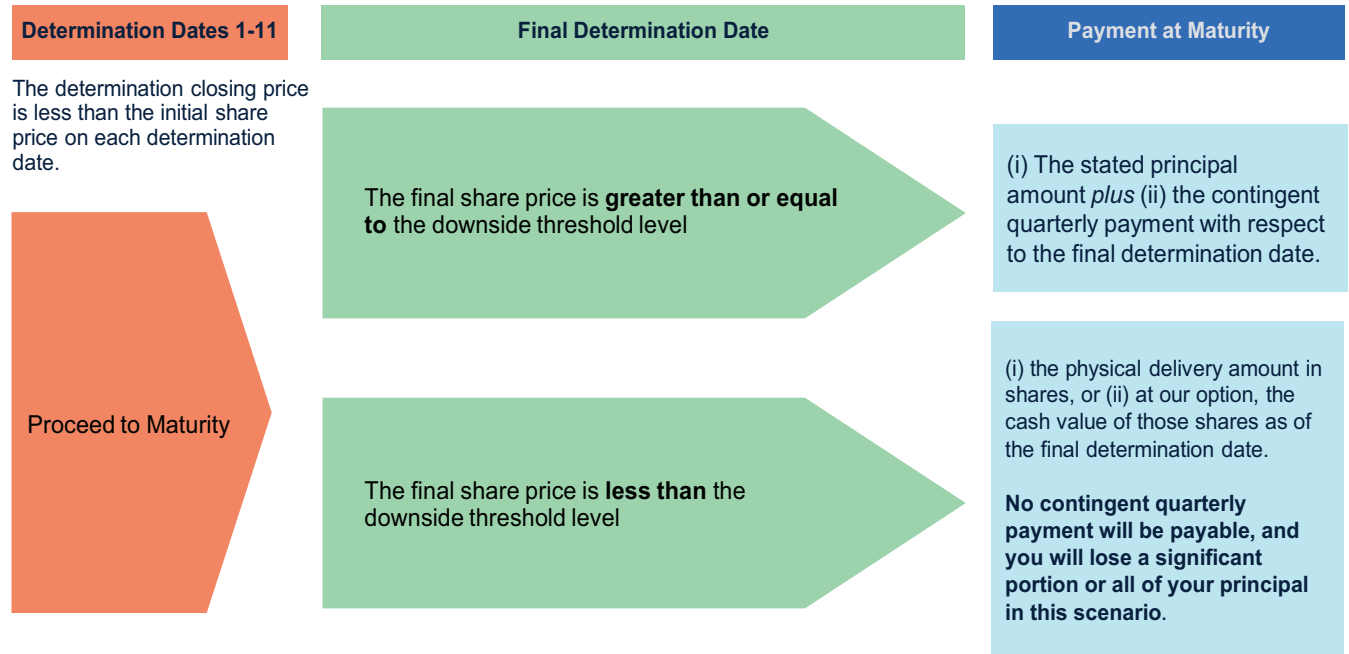 Determination Dates 1-11
Final Determination Date
Payment at Maturity
The determination closing price
is less than the initial share
price on each determination
date.
Proceed to Maturity
The final share price is greater than or equal
to the downside threshold level
(i) The stated principal
amount plus (ii) the contingent
quarterly payment with respect
to the final determination date.
The final share price is less than the
downside threshold level
(i) the physical delivery amount in
shares, or (ii) at our option, the
cash value of those shares as of
the final determination date.
No contingent quarterly
payment will be payable, and
you will lose a significant
portion or all of your principal
in this scenario.